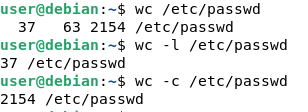 user@debian:~$ wc /etc/passwd
  37   63 2154 /etc/passwd
user@debian:~$ wc -l /etc/passwd
37 /etc/passwd
user@debian:~$ wc -c /etc/passwd
2154 /etc/passwd